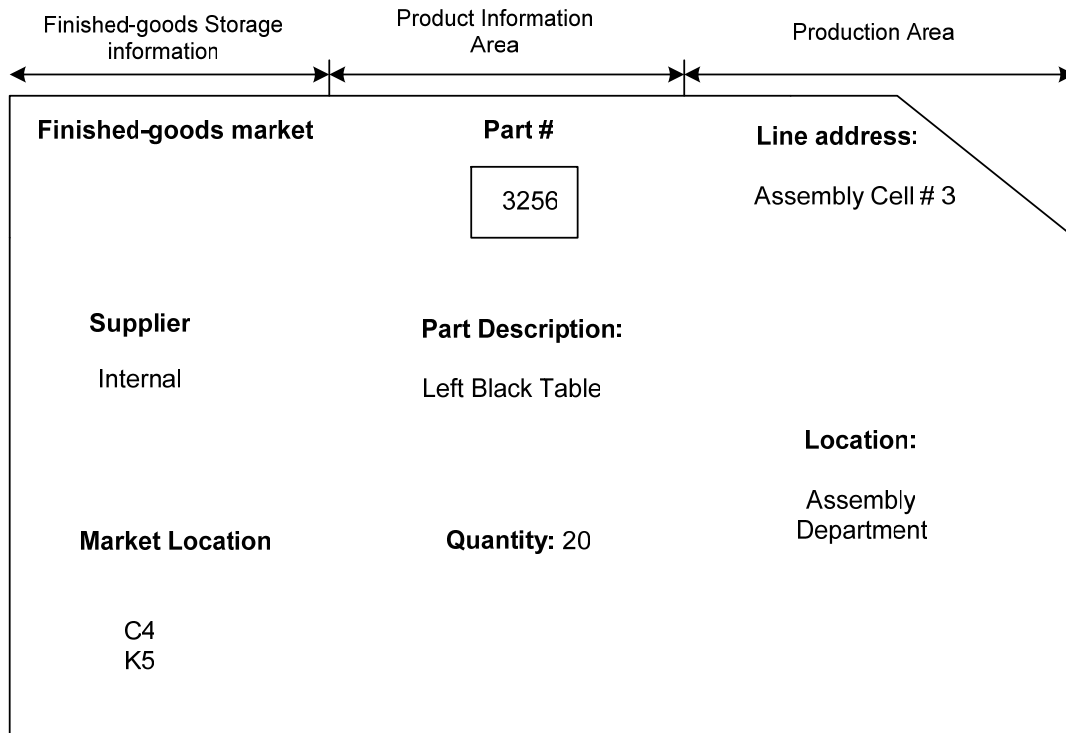 Finished-goods Storage
information
Product Information
Area
Production Area
Finished-goods market
Part #
Line address:
3256
Assembly Cell # 3
Supplier
Part Description:
Internal
Left Black Table
Location:
Assembly
Department
Market Location
Quantity: 20
C4
K5